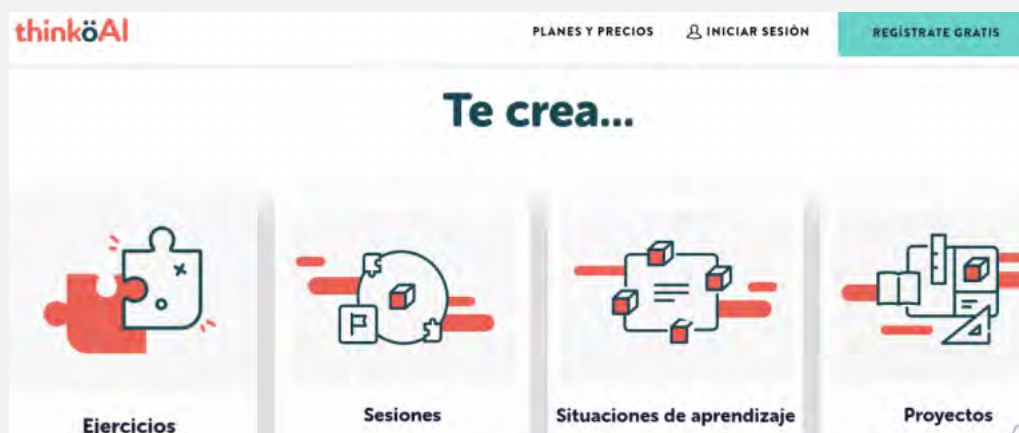 thinköAI
PLANES Y PRECIOS
INICIAR SESIÓN
REGÍSTRATE GRATIS
Te crea...
Ejercicios
Sesiones
Situaciones de aprendizaje
Proyectos